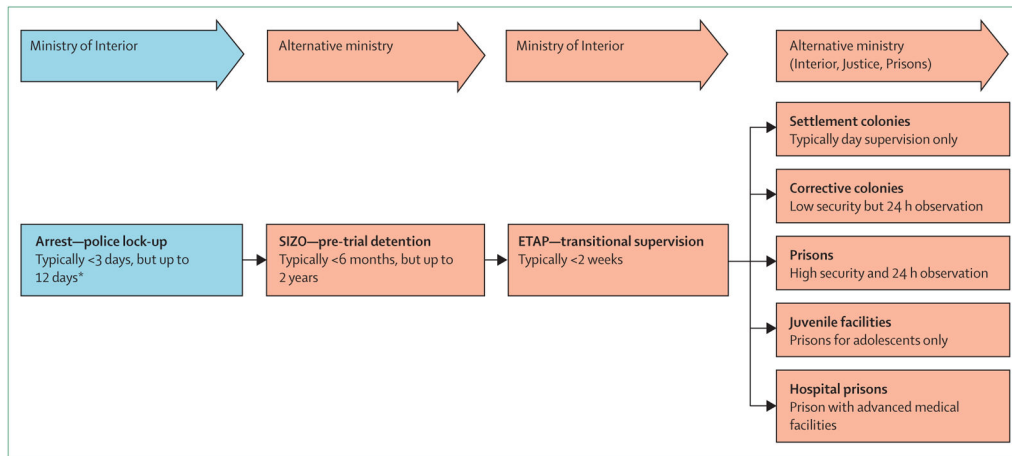 Ministry of Interior
Alternative ministry
Ministry of Interior
Alternative ministry
(Interior, Justice, Prisons)
Settlement colonies
Typically day supervision only
Corrective colonies
Low security but 24 h observation
Arrest—police lock-up
Typically <3 days, but up to
12 days*
SIZO—pre-trial detention
Typically <6 months, but up to
2 years
ETAP—transitional supervision
Typically <2 weeks
Prisons
High security and 24 h observation
Juvenile facilities
Prisons for adolescents only
Hospital prisons
Prison with advanced medical
facilities